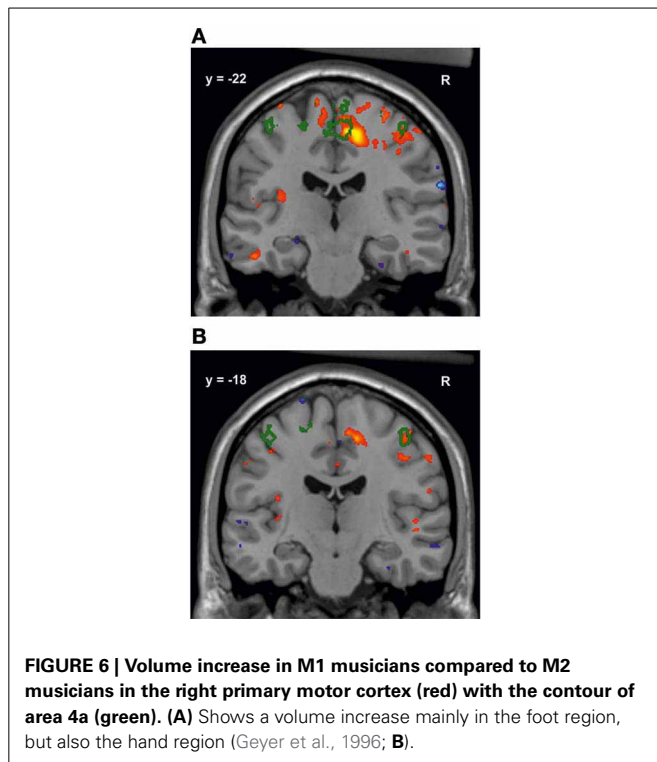 A
y = -22
R
B
y = -18
R
FIGURE 6 | Volume increase in M1 musicians compared to M2
musicians in the right primary motor cortex (red) with the contour of
area 4a (green). (A) Shows a volume increase mainly in the foot region,
but also the hand region (Geyer et al., 1996; B).